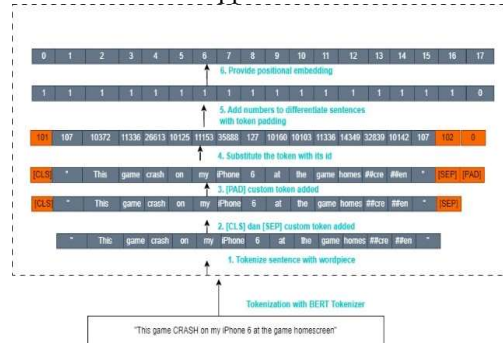 0 1 2 3 4 5 6 7 8 9 10 11 12 13 14 15 16 17
6. Provide positional embedding
1 1 1 1 1 1 1 1 1 1 1 1 1 1 1 1 1 0
5. Add numbers to differentiate sentences
with token padding
101 107 10372 11336 26613 10125 11153 35888 127 10160 10103 11336 14349 32839 10142 107 102 0
4. Substitute the token with its id
[CLS] " This game crash on my iPhone 6 at the game homes ##cre ##en " [SEP] [PAD]
3. [PAD] custom token added
[CLS] " This game crash on my iPhone 6 at the game homes ##cre ##en " [SEP]
2. [CLS] dan [SEP] custom token added
" This game crash on my iPhone 6 at the game homes ##cre ##en "
1. Tokenize sentence with wordpiece
Tokenization with BERT Tokenizer
"This game CRASH on my iPhone 6 at the game homescreen"